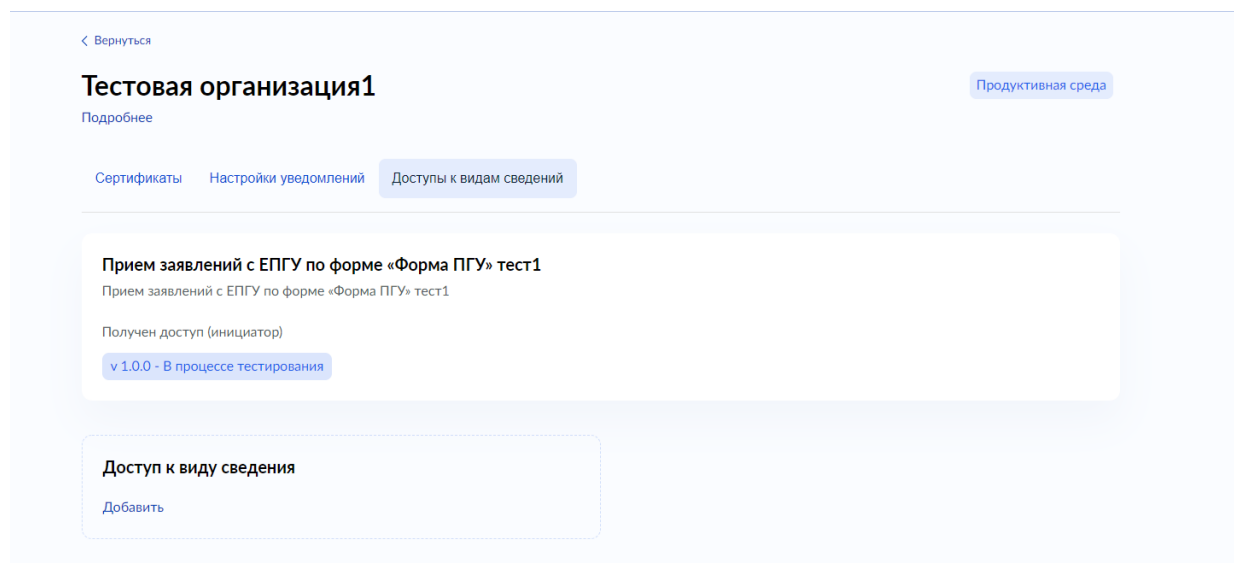 Вернуться
Тестовая организация1
Продуктивная среда
Подробнее
Сертификаты Настройки уведомлений Доступы к видам сведений
Прием заявлений с ЕПГУ по форме «Форма ПГУ» тест1
Прием заявлений с ЕПГУ по форме «Форма ПГУ» тест1
Получен доступ (инициатор)
v 1.0.0 - В процессе тестирования
Доступ к виду сведения
Добавить